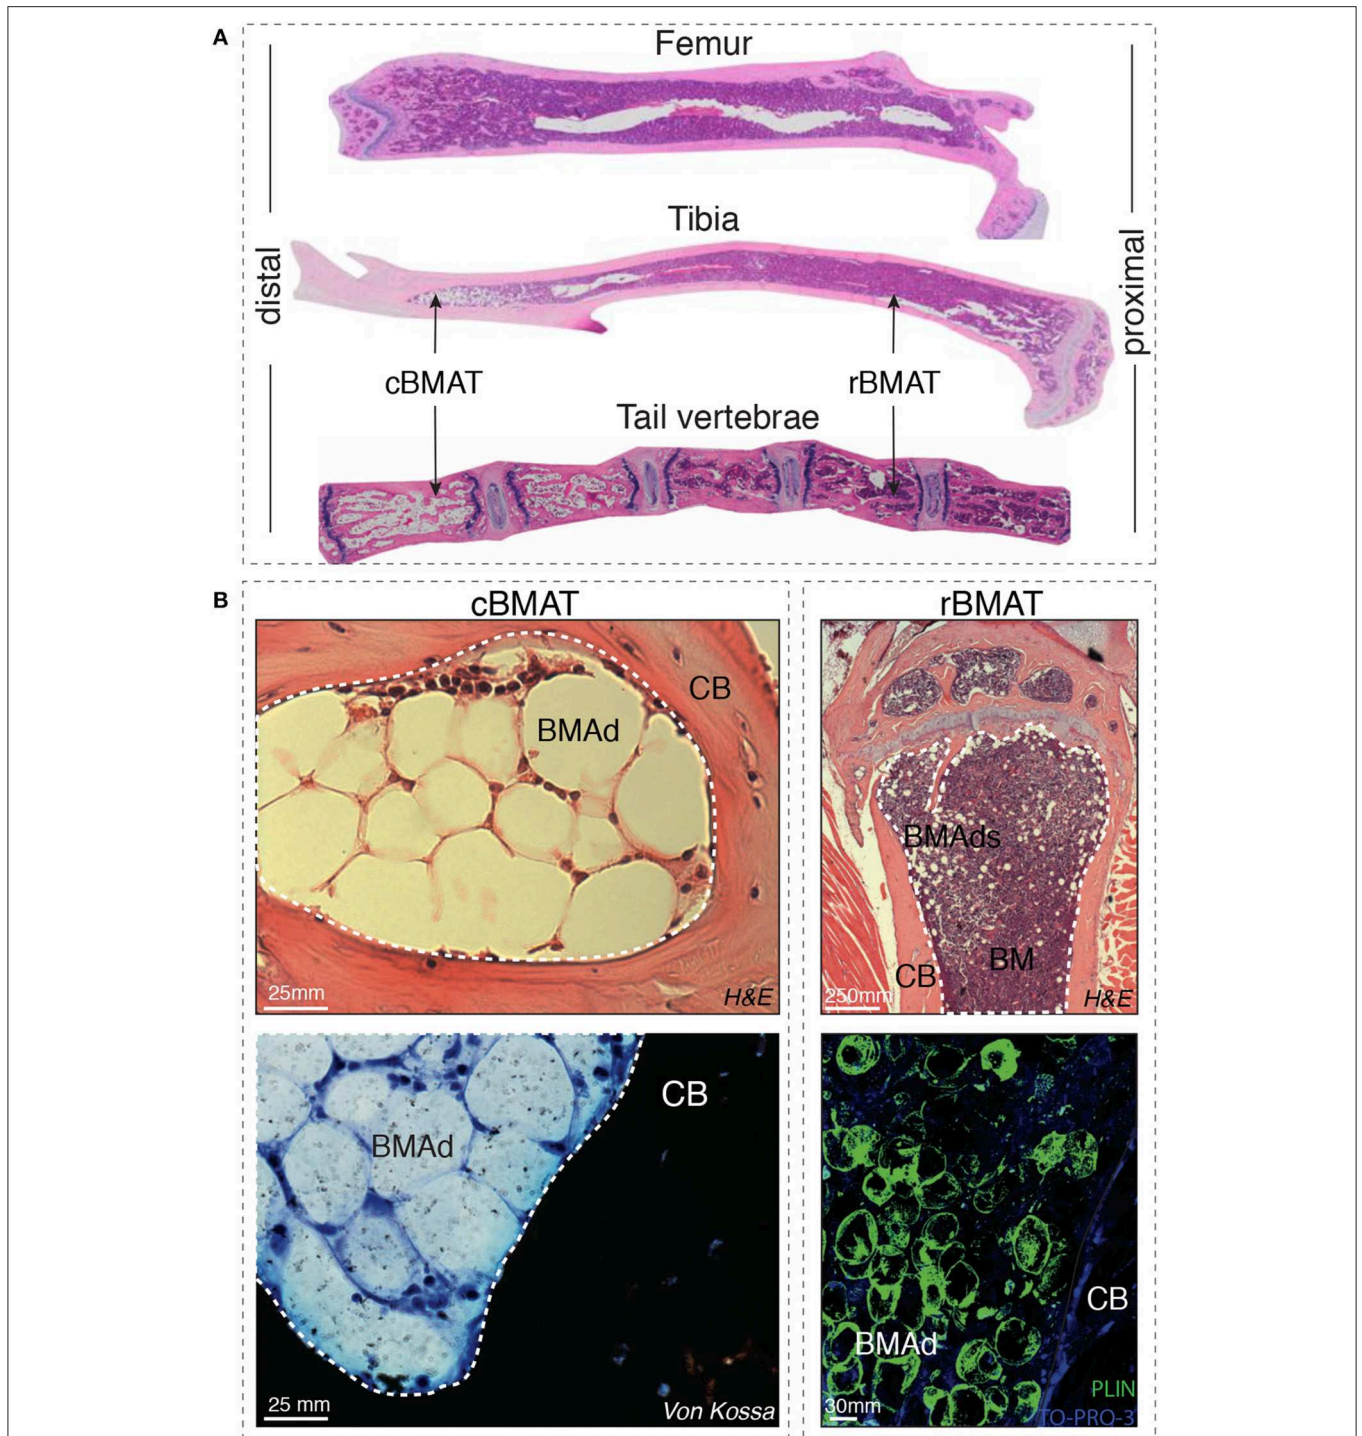 A
Femur
Tibia
distal
proximal
cBMAT
rBMAT
Tail vertebrae
B
cBMAT
rBMAT
CB
BMAd
25mm
H&E
BMAds
CB
BM
250mm
H&E
CB
BMAd
25 mm
Von Kossa
CB
BMAd
PLIN
30mm
TO-PRO-3